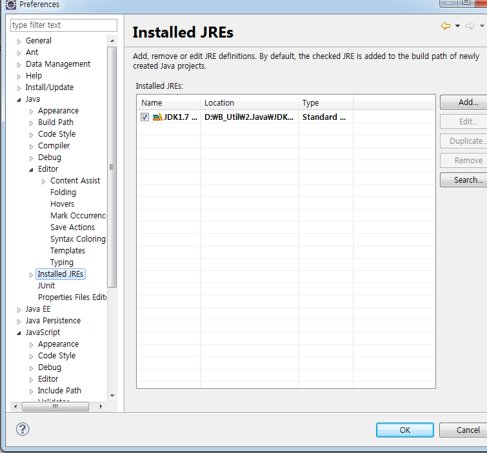 Preferences
type filter text
General
Ant
Data Management
Help
Install/Update
Java
Appearance
Build Path
Code Style
Compiler
Debug
Editor
Content Assist
Folding
Hovers
Mark Occurrenc
Save Actions
Syntax Coloring
Templates
Typing
Installed JREs
JUnit
Properties Files Edito
Java EE
Java Persistence
JavaScript
Appearance
Code Style
Debug
Editor
Include Path
Validator
Installed JREs
Add, remove or edit JRE definitions. By default, the checked JRE is added to the build path of newly
created Java projects.
Installed JREs:
Name Location Type
JDK1.7 ... D:₩B_Util₩2.Java₩JDK... Standard ...
Add...
Edit...
Duplicate...
Remove
Search...
OK
Cancel